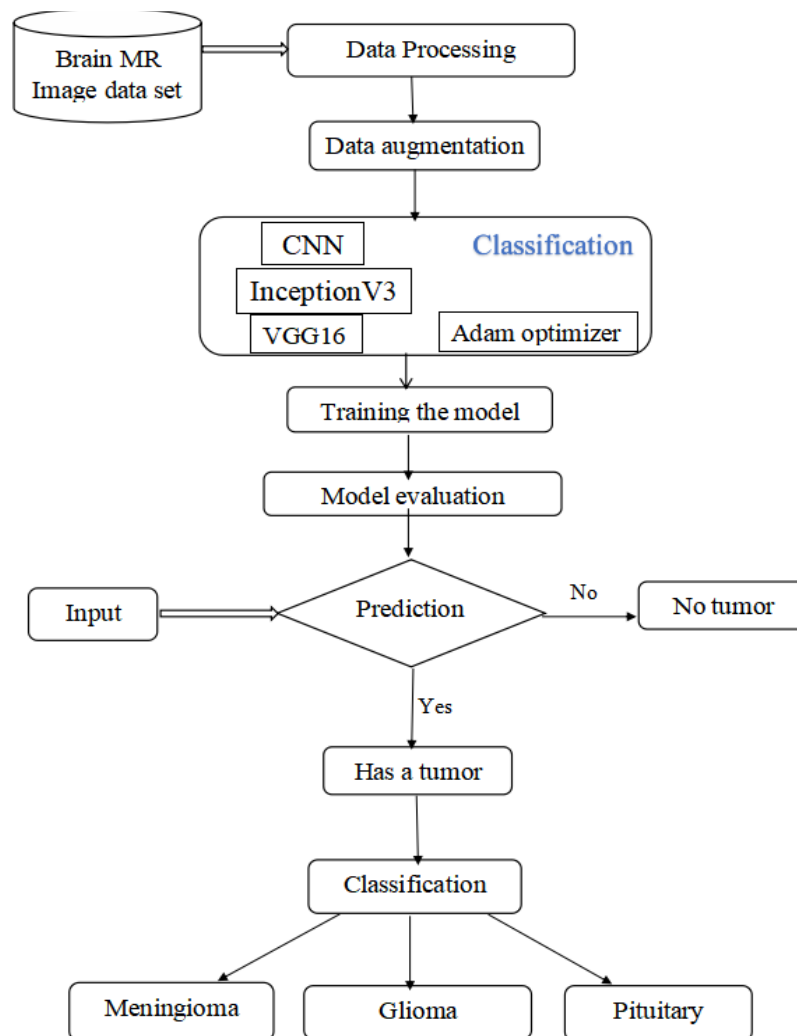 Brain MR
Image data set
Data Processing
Data augmentation
CNN
Classification
InceptionV3
VGG16
Adam optimizer
Training the model
Model evaluation
Input
Prediction
No
No tumor
Yes
Has a tumor
Classification
Meningioma
Glioma
Pituitary